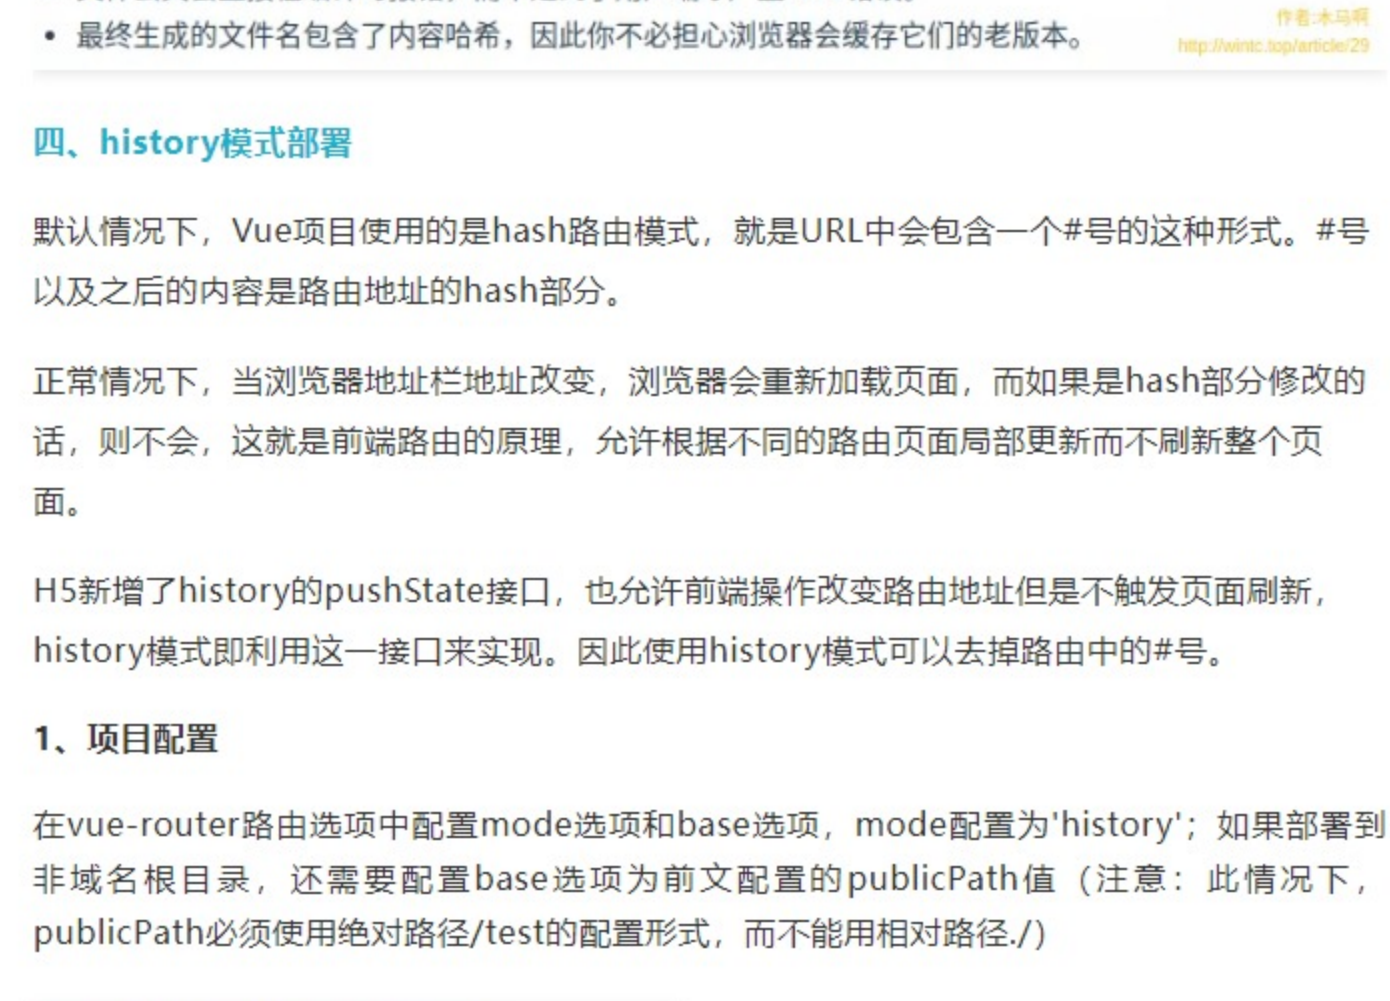 • 最终生成的文件名包含了内容哈希，因此你不必担心浏览器会缓存它们的老版本。
作者:木马啊
http://wintc.top/article/29
四、history模式部署
默认情况下，Vue项目使用的是hash路由模式，就是URL中会包含一个#号的这种形式。#号
以及之后的内容是路由地址的hash部分。
正常情况下，当浏览器地址栏地址改变，浏览器会重新加载页面，而如果是hash部分修改的
话，则不会，这就是前端路由的原理，允许根据不同的路由页面局部更新而不刷新整个页
面。
H5新增了history的pushState接口，也允许前端操作改变路由地址但是不触发页面刷新，
history模式即利用这一接口来实现。因此使用history模式可以去掉路由中的#号。
1、项目配置
在vue-router路由选项中配置mode选项和base选项，mode配置为'history'；如果部署到
非域名根目录，还需要配置base选项为前文配置的publicPath值（注意：此情况下，
publicPath必须使用绝对路径/test的配置形式，而不能用相对路径./）